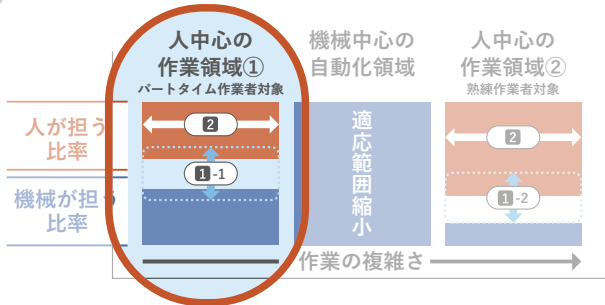 人中心の
作業領域①
パートタイム作業者対象
機械中心の
自動化領域
人中心の
作業領域②
熟練作業者対象
人が担う
比率
機械が担う
比率
2
1-1
適応範囲縮小
2
1-2
作業の複雑さ